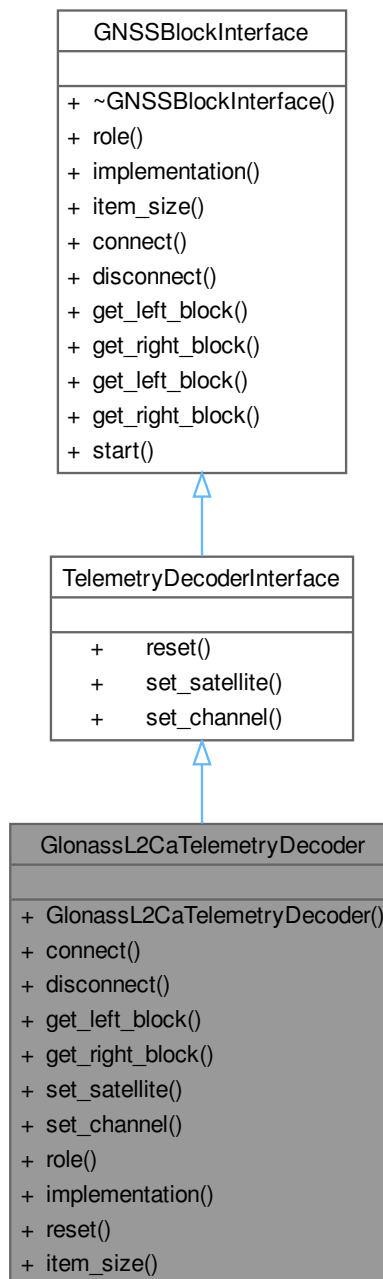 GNSSBlockInterface
+ ~GNSSBlockInterface()
+ role()
+ implementation()
+ item_size()
+ connect()
+ disconnect()
+ get_left_block()
+ get_right_block()
+ get_left_block()
+ get_right_block()
+ start()
TelemetryDecoderInterface
+ reset()
+ set_satellite()
+ set_channel()
GlonassL2CaTelemetryDecoder
+ GlonassL2CaTelemetryDecoder()
+ connect()
+ disconnect()
+ get_left_block()
+ get_right_block()
+ set_satellite()
+ set_channel()
+ role()
+ implementation()
+ reset()
+ item_size()